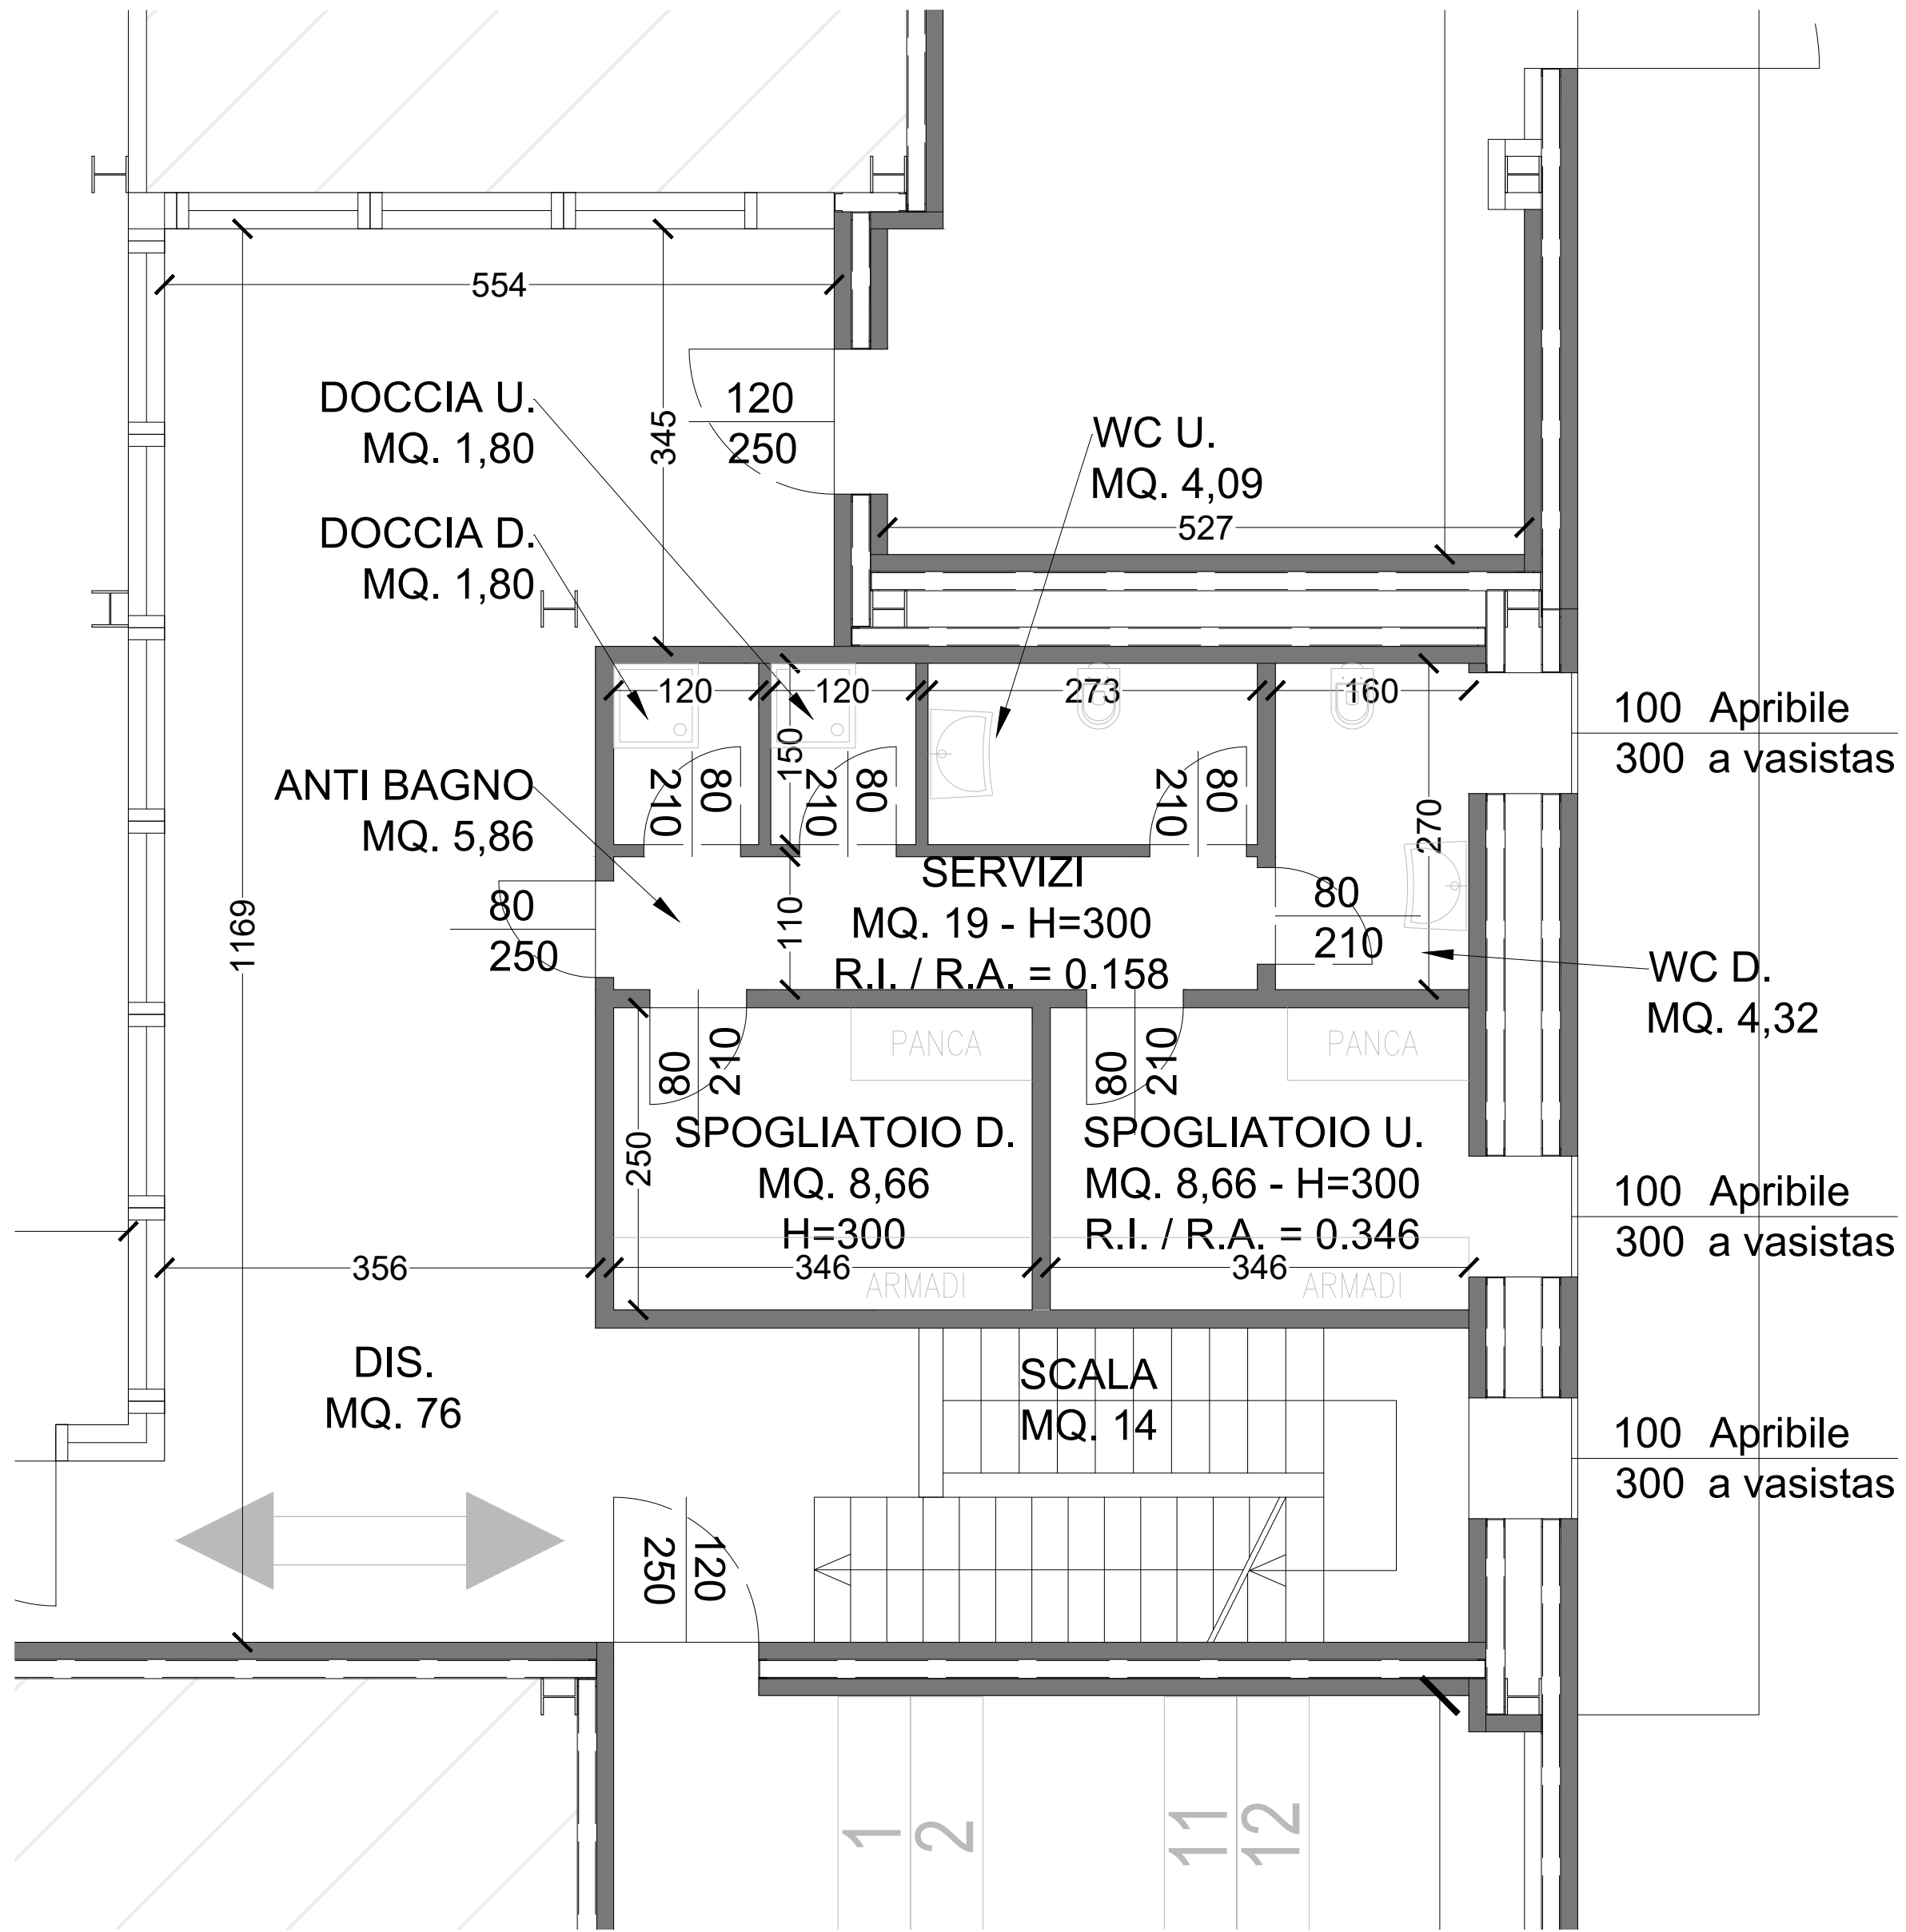 554
DOCCIA U.
MQ. 1,80
345
120
250
WC U.
MQ. 4,09
527
DOCCIA D.
MQ. 1,80
120
120
273
160
100 Apribile
300 a vasistas
150
210
80
210
80
210
80
270
ANTI BAGNO
MQ. 5,86
1169
80
250
110
SERVIZI
MQ. 19 - H=300
R.I. / R.A. = 0.158
80
210
WC D.
MQ. 4,32
PANCA
PANCA
80
210
80
210
250
SPOGLIATOIO D.
MQ. 8,66
H=300
SPOGLIATOIO U.
MQ. 8,66 - H=300
R.I. / R.A. = 0.346
100 Apribile
300 a vasistas
356
346
346
ARMADI
ARMADI
DIS.
MQ. 76
SCALA
MQ. 14
100 Apribile
300 a vasistas
250
120
1
2
11
12